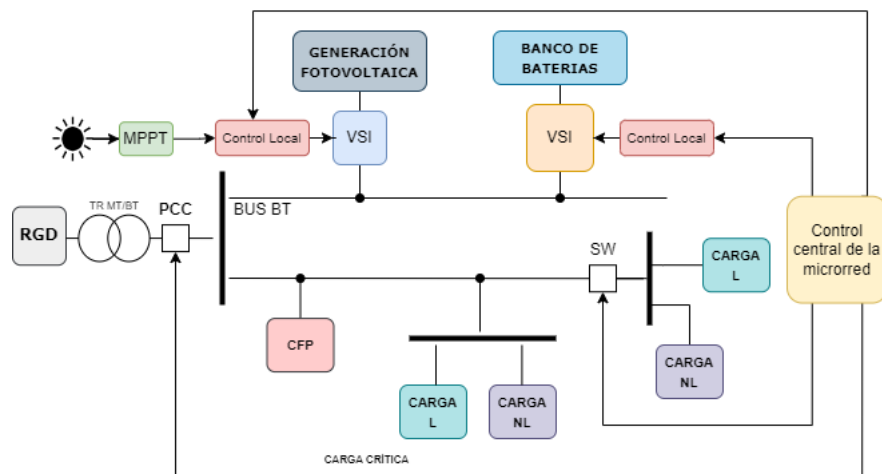 GENERACIÓN
FOTOVOLTAICA
BANCO DE
BATERIAS
MPPT
Control Local
VSI
VSI
Control Local
TR MT/BT
PCC
BUS BT
RGD
SW
CARGA
L
Control
central de la
microrred
CFP
CARGA
NL
CARGA
L
CARGA
NL
CARGA CRÍTICA